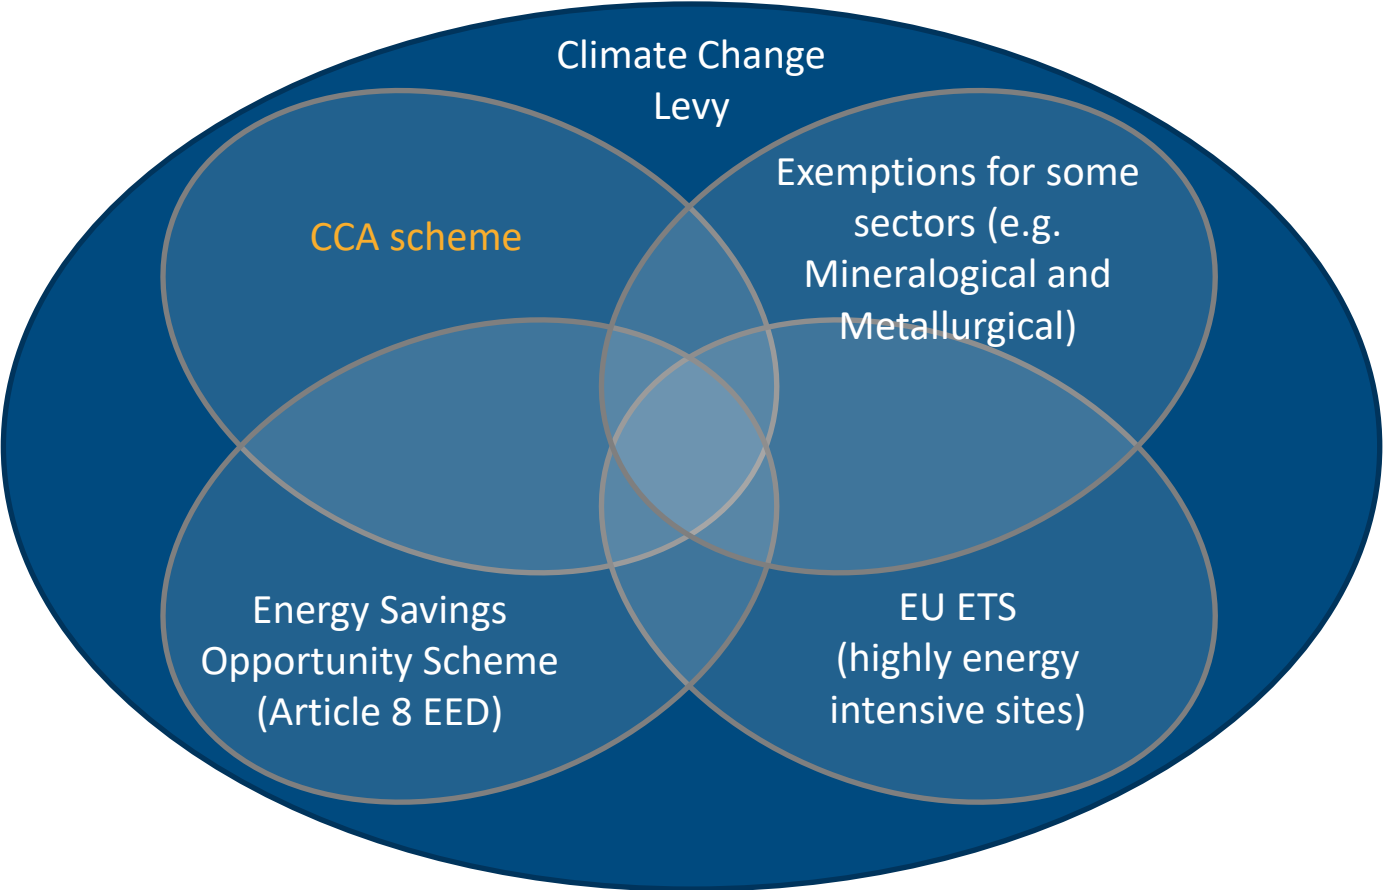 Climate Change
Levy
CCA scheme
Exemptions for some
sectors (e.g.
Mineralogical and
Metallurgical)
Energy Savings
Opportunity Scheme
(Article 8 EED)
EU ETS
(highly energy
intensive sites)